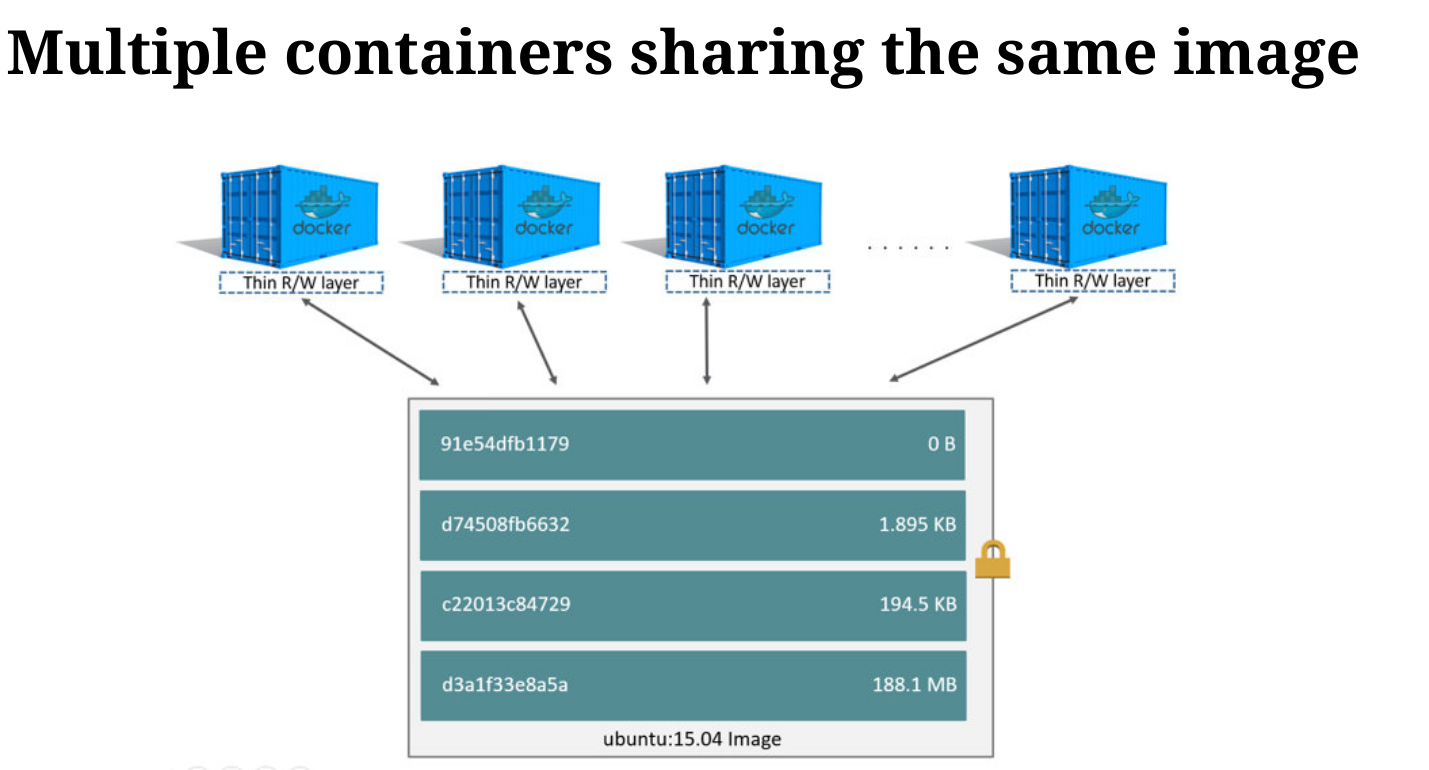 Multiple containers sharing the same image
docker docker docker docker
Thin R/W layer Thin R/W layer Thin R/W layer ...... Thin R/W layer
91e54dfb1179 0 B
d74508fb6632 1.895 KB
c22013c84729 194.5 KB
d3a1f33e8a5a 188.1 MB
ubuntu:15.04 Image